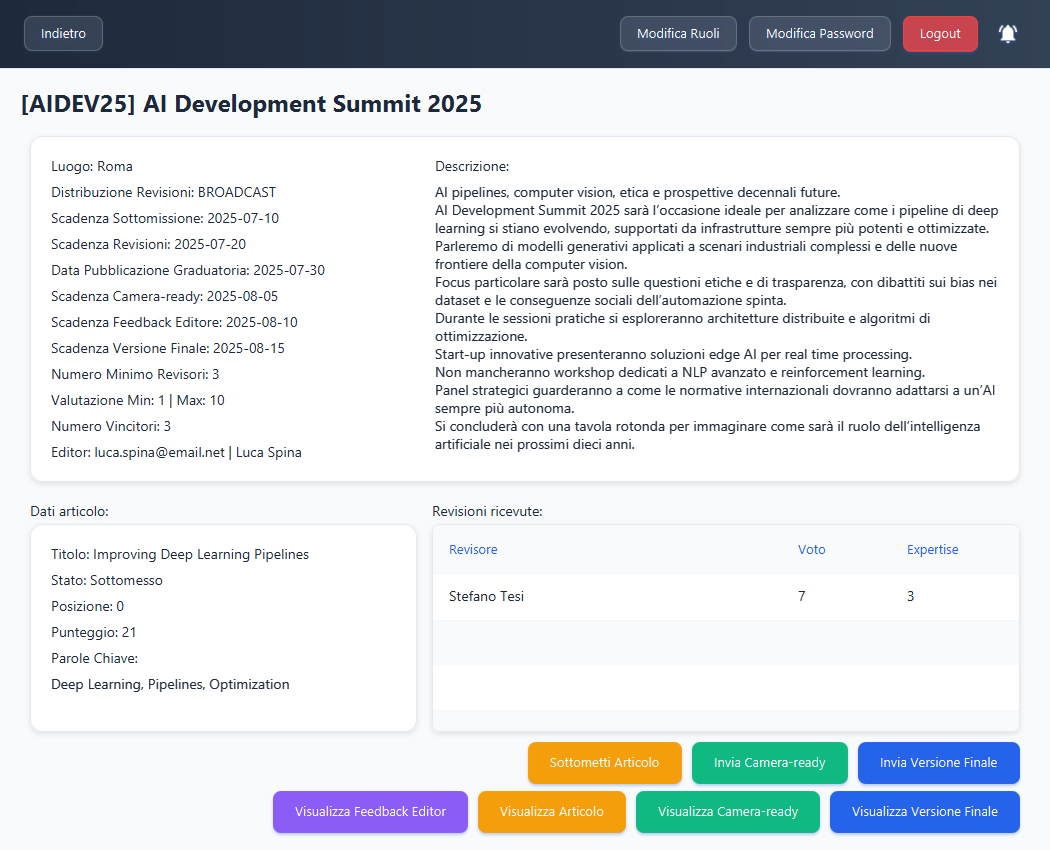 Indietro
Modifica Ruoli
Modifica Password
Logout
[AIDEV25] AI Development Summit 2025
Luogo: Roma
Distribuzione Revisioni: BROADCAST
Scadenza Sottomissione: 2025-07-10
Scadenza Revisioni: 2025-07-20
Data Pubblicazione Graduatoria: 2025-07-30
Scadenza Camera-ready: 2025-08-05
Scadenza Feedback Editore: 2025-08-10
Scadenza Versione Finale: 2025-08-15
Numero Minimo Revisori: 3
Valutazione Min: 1 | Max: 10
Numero Vincitori: 3
Editor: luca.spina@email.net | Luca Spina
Descrizione:
AI pipelines, computer vision, etica e prospettive decennali future.
AI Development Summit 2025 sarà l’occasione ideale per analizzare come i pipeline di deep
learning si stiano evolvendo, supportati da infrastrutture sempre più potenti e ottimizzate.
Parleremo di modelli generativi applicati a scenari industriali complessi e delle nuove
frontiere della computer vision.
Focus particolare sarà posto sulle questioni etiche e di trasparenza, con dibattiti sui bias nei
dataset e le conseguenze sociali dell’automazione spinta.
Durante le sessioni pratiche si esploreranno architetture distribuite e algoritmi di
ottimizzazione.
Start-up innovative presenteranno soluzioni edge AI per real time processing.
Non mancheranno workshop dedicati a NLP avanzato e reinforcement learning.
Panel strategici guarderanno a come le normative internazionali dovranno adattarsi a un’AI
sempre più autonoma.
Si concluderà con una tavola rotonda per immaginare come sarà il ruolo dell’intelligenza
artificiale nei prossimi dieci anni.
Dati articolo:
Titolo: Improving Deep Learning Pipelines
Stato: Sottomesso
Posizione: 0
Punteggio: 21
Parole Chiave:
Deep Learning, Pipelines, Optimization
Revisioni ricevute:
Revisore Voto Expertise
Stefano Tesi 7 3
Sottometti Articolo
Invia Camera-ready
Invia Versione Finale
Visualizza Feedback Editor
Visualizza Articolo
Visualizza Camera-ready
Visualizza Versione Finale